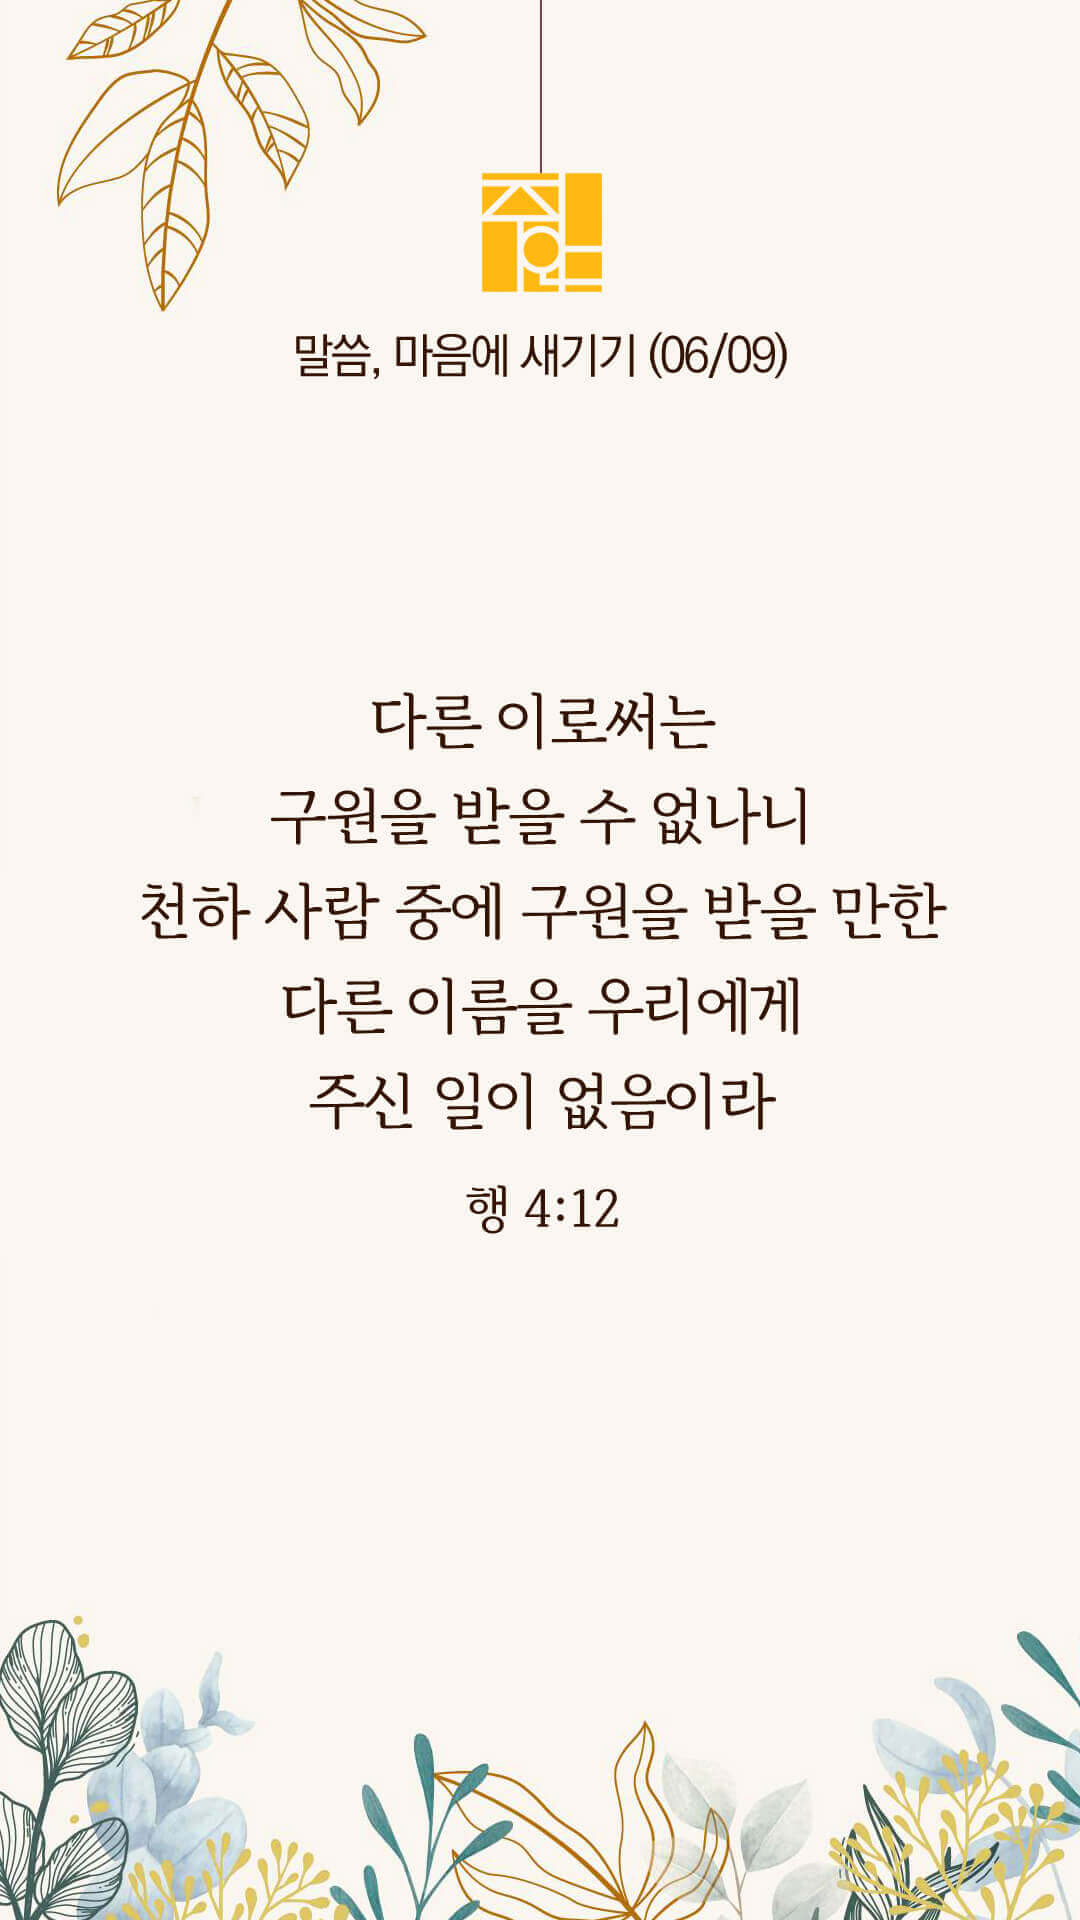 주안
말씀, 마음에 새기기 (06/09)
다른 이로써는
구원을 받을 수 없나니
천하 사람 중에 구원을 받을 만한
다른 이름을 우리에게
주신 일이 없음이라
행 4:12